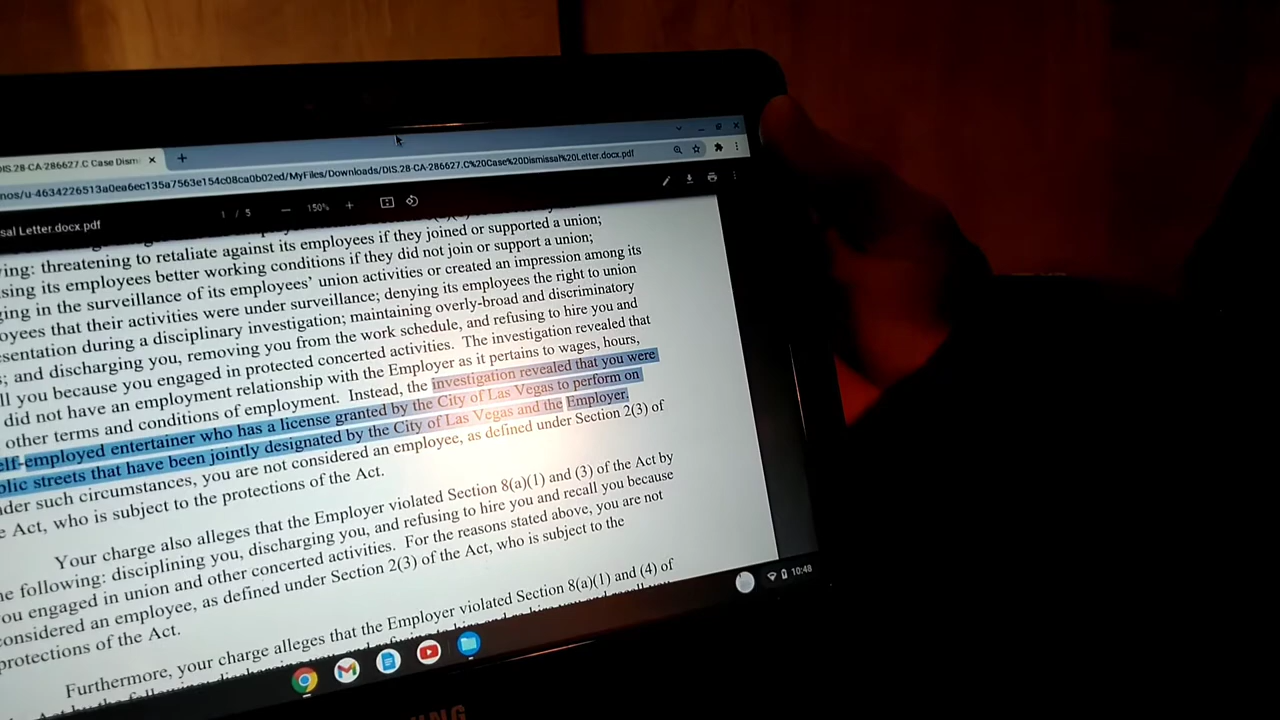 DIS.28-CA-286627.C Case Dism
nos/u-4634226513a0ea6ec135a7563e154c08ca0b02ed/MyFiles/Downloads/DIS.28-CA-286627.C%20Case%20Dismissal%20Letter.docx.pdf
sal Letter.docx.pdf
1 / 5
150%
ing: threatening to retaliate against its employees if they joined or supported a union;
sing its employees better working conditions if they did not join or support a union;
ging in the surveillance of its employees' union activities or created an impression among its
oyees that their activities were under surveillance; denying its employees the right to union
sentation during a disciplinary investigation; maintaining overly-broad and discriminatory
s; and discharging you, removing you from the work schedule, and refusing to hire you and
ll you because you engaged in protected concerted activities. The investigation revealed that
did not have an employment relationship with the Employer as it pertains to wages, hours,
other terms and conditions of employment. Instead, the investigation revealed that you were
elf-employed entertainer who has a license granted by the City of Las Vegas to perform on
blic streets that have been jointly designated by the City of Las Vegas and the Employer.
der such circumstances, you are not considered an employee, as defined under Section 2(3) of
e Act, who is subject to the protections of the Act.
Your charge also alleges that the Employer violated Section 8(a)(1) and (3) of the Act by
he following: disciplining you, discharging you, and refusing to hire you and recall you because
you engaged in union and other concerted activities. For the reasons stated above, you are not
considered an employee, as defined under Section 2(3) of the Act, who is subject to the
protections of the Act.
Furthermore, your charge alleges that the Employer violated Section 8(a)(1) and (4) of
10:48